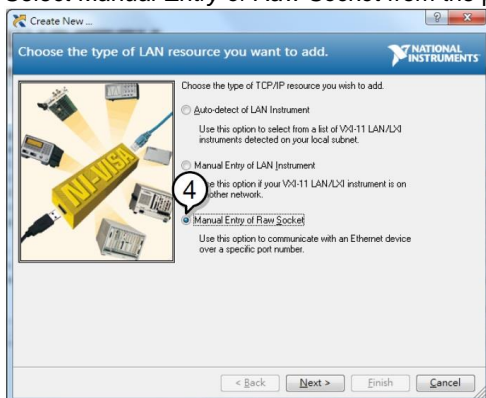 Select Manual Entry of Raw Socket from the p
Create New ...
Choose the type of LAN resource you want to add.
NATIONAL
INSTRUMENTS
Choose the type of TCP/IP resource you wish to add.
Auto-detect of LAN Instrument
Use this option to select from a list of VXI-11 LAN/LXI
instruments detected on your local subnet.
Manual Entry of LAN Instrument
this option if your VXI-11 LAN/LXI instrument is on
other network.
4
Manual Entry of Raw Socket
Use this option to communicate with an Ethernet device
over a specific port number.
NI-VISA
< Back
Next >
Finish
Cancel